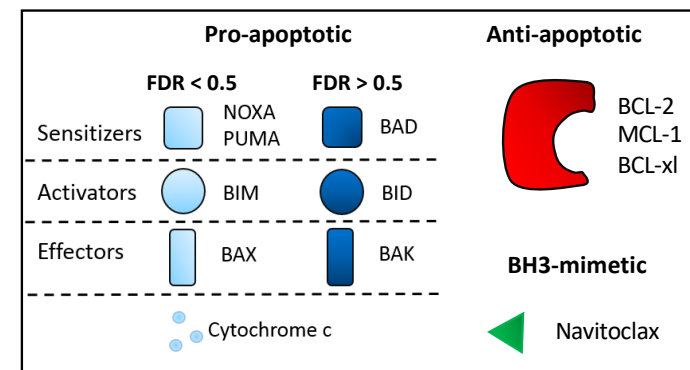 Pro-apoptotic
Anti-apoptotic
FDR < 0.5
FDR > 0.5
Sensitizers
NOXA
PUMA
BAD
BCL-2
MCL-1
BCL-xl
Activators
BIM
BID
Effectors
BAX
BAK
BH3-mimetic
Cytochrome c
Navitoclax